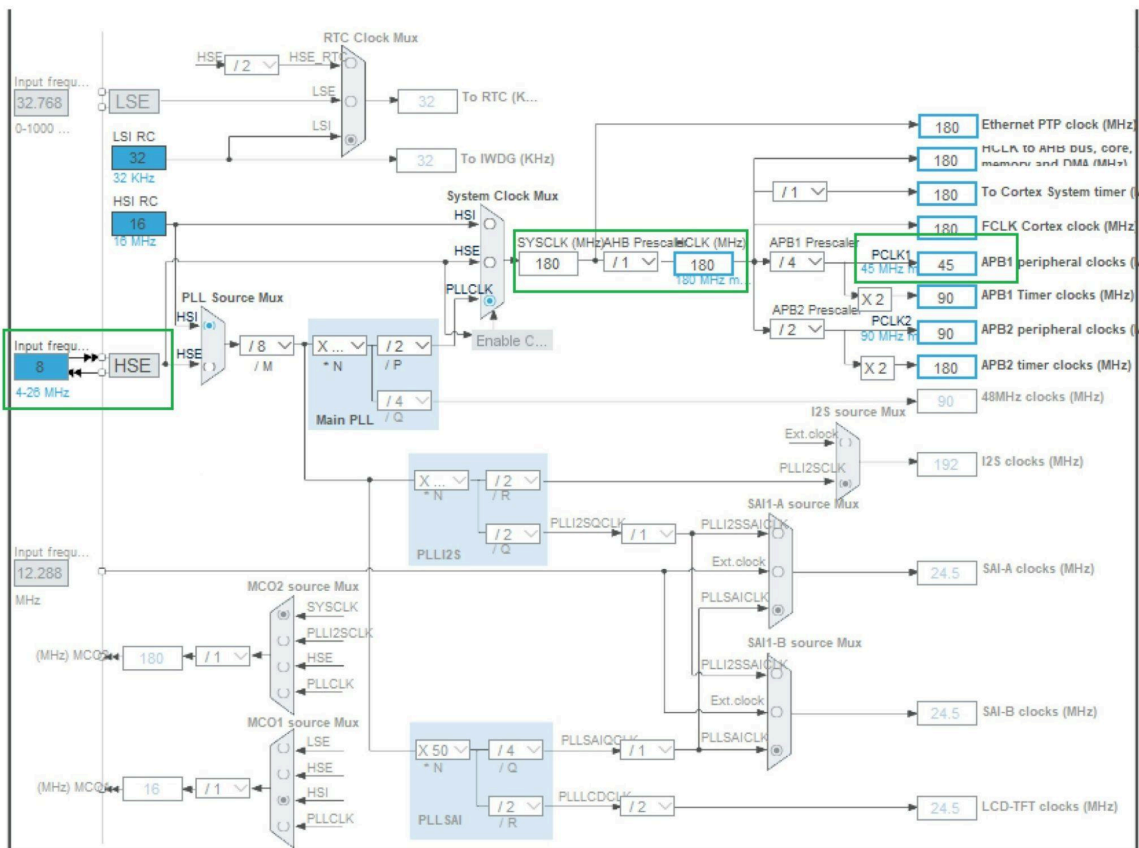 RTC Clock Mux
HSE
/ 2
HSE_RTC
Input frequ...
32.768
0-1000 ...
LSE
LSE
LSI
32
To RTC (K...
LSI RC
32
32 KHz
32
To IWDG (KHz)
HSI RC
16
16 MHz
System Clock Mux
HSI
HSE
PLLCLK
Enable C...
SYSCLK (MHz)
180
AHB Prescaler
/ 1
HCLK (MHz)
180
180 MHz m...
180
Ethernet PTP clock (MHz)
180
HCLK to AHB bus, core,
memory and DMA (MHz)
/ 1
180
To Cortex System timer (
180
FCLK Cortex clock (MHz)
APB1 Prescaler
/ 4
PCLK1
45 MHz m
45
APB1 peripheral clocks (
X 2
90
APB1 Timer clocks (MHz)
APB2 Prescaler
/ 2
PCLK2
90 MHz m
90
APB2 peripheral clocks (
X 2
180
APB2 timer clocks (MHz)
PLL Source Mux
HSI
HSE
Input frequ...
8
4-26 MHz
HSE
/ 8
/ M
X ...
* N
/ 2
/ P
/ 4
/ Q
Main PLL
90
48MHz clocks (MHz)
I2S source Mux
Ext.clock
PLLI2SCLK
192
I2S clocks (MHz)
X ...
* N
/ 2
/ R
/ 2
/ Q
PLLI2S
PLLI2SQCLK
/ 1
SAI1-A source Mux
PLLI2SSAICLK
Ext.clock
PLLSAICLK
24.5
SAI-A clocks (MHz)
Input frequ...
12.288
MHz
SAI1-B source Mux
PLLI2SSAICLK
Ext.clock
PLLSAICLK
24.5
SAI-B clocks (MHz)
MCO2 source Mux
SYSCLK
PLLI2SCLK
HSE
PLLCLK
(MHz) MCO2
180
/ 1
MCO1 source Mux
LSE
HSE
HSI
PLLCLK
(MHz) MCO1
16
/ 1
X 50
* N
/ 4
/ Q
/ 2
/ R
PLLSAI
PLLSAIQCLK
/ 1
PLLLCDCLK
/ 2
24.5
LCD-TFT clocks (MHz)